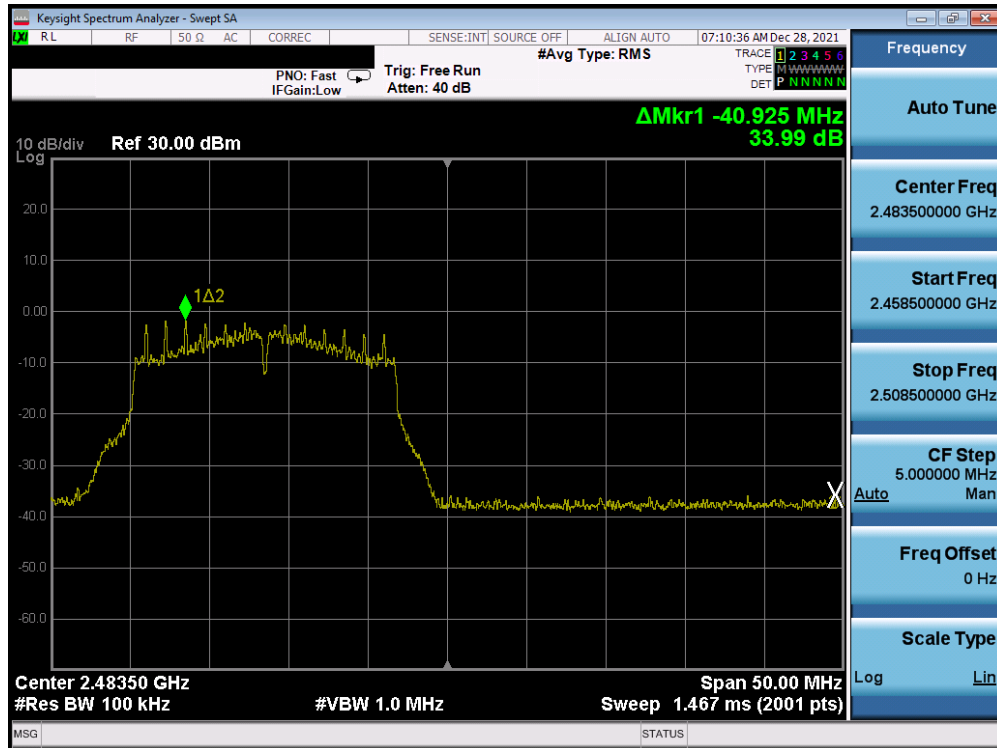 Keysight Spectrum Analyzer - Swept SA
LXI RL RF 50 Ω AC CORREC SENSE:INT SOURCE OFF ALIGN AUTO 07:10:36 AM Dec 28, 2021
#Avg Type: RMS
TRACE 1 2 3 4 5 6
PNO: Fast Trig: Free Run
TYPE M W W W W W
IFGain:Low Atten: 40 dB
DET P N N N N N
ΔMkr1 -40.925 MHz
33.99 dB
10 dB/div Ref 30.00 dBm
Log
20.0
10.0
0.00
-10.0
-20.0
-30.0
-40.0
-50.0
-60.0
1Δ2
X
Center 2.48350 GHz Span 50.00 MHz
#Res BW 100 kHz #VBW 1.0 MHz Sweep 1.467 ms (2001 pts)
MSG STATUS
Frequency
Auto Tune
Center Freq
2.483500000 GHz
Start Freq
2.458500000 GHz
Stop Freq
2.508500000 GHz
CF Step
5.000000 MHz
Auto Man
Freq Offset
0 Hz
Scale Type
Log Lin